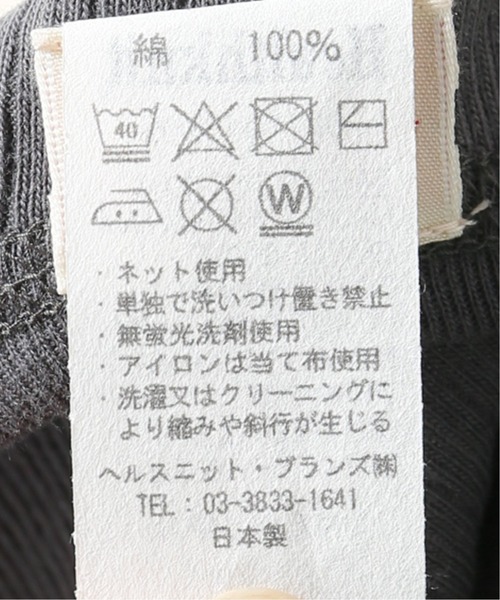 綿 100%
40
W
・ネット使用
・単独で洗いつけ置き禁止
・無蛍光洗剤使用
・アイロンは当て布使用
・洗濯又はクリーニングに
より縮みや斜行が生じる
ヘルスニット・ブランズ㈱
TEL：03-3833-1641
日本製